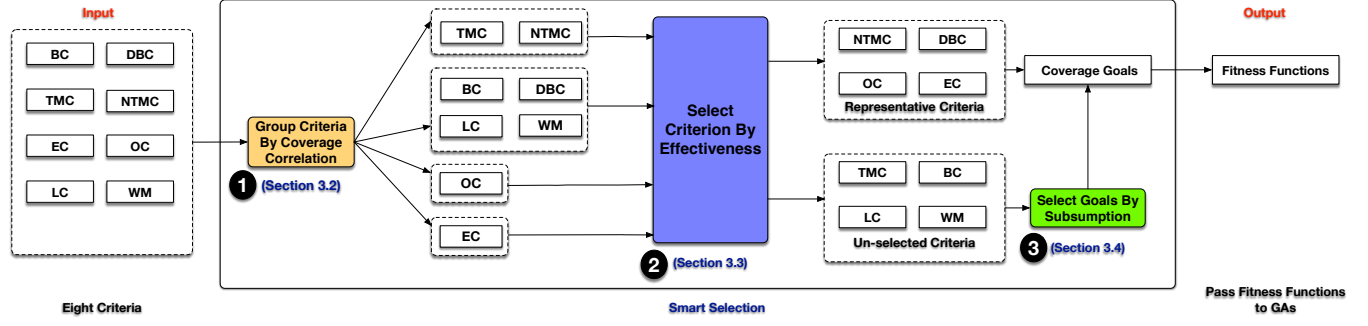 Input
BC
DBC
TMC
NTMC
EC
OC
LC
WM
Eight Criteria
Group Criteria
By Coverage
Correlation
1
(Section 3.2)
TMC
NTMC
BC
DBC
LC
WM
OC
EC
Select
Criterion By
Effectiveness
2
(Section 3.3)
Smart Selection
NTMC
DBC
OC
EC
Representative Criteria
TMC
BC
LC
WM
Un-selected Criteria
Coverage Goals
Select Goals By
Subsumption
3
(Section 3.4)
Output
Fitness Functions
Pass Fitness Functions
to GAs